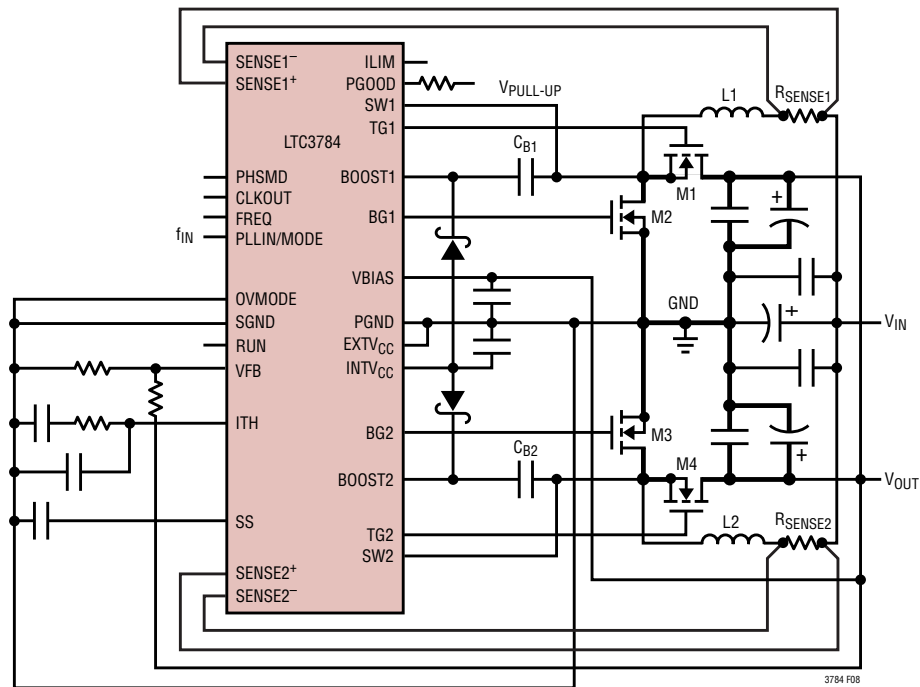 SENSE1–
SENSE1+
LTC3784
PHSMD
CLKOUT
FREQ
fIN PLLIN/MODE
OVMODE
SGND
RUN
VFB
ITH
SS
SENSE2+
SENSE2–
ILIM
PGOOD
SW1
TG1
BOOST1
BG1
VBIAS
PGND
EXTVCC
INTVCC
BG2
BOOST2
TG2
SW2
VPULL-UP
CB1
L1
RSENSE1
M1
M2
+
+
GND
VIN
+
M3
CB2
M4
VOUT
L2
RSENSE2
3784 F08